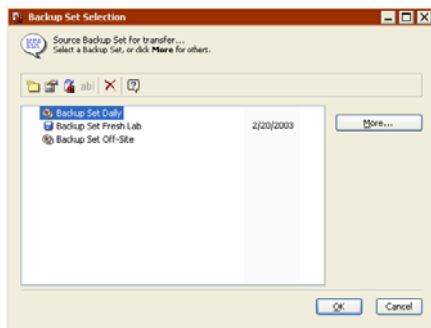 Backup Set Selection
Source Backup Set for transfer...
Select a Backup Set, or click More for others.
ab|
Backup Set Daily
Backup Set Fresh Lab 2/20/2003
More...
Backup Set Off-Site
OK
Cancel